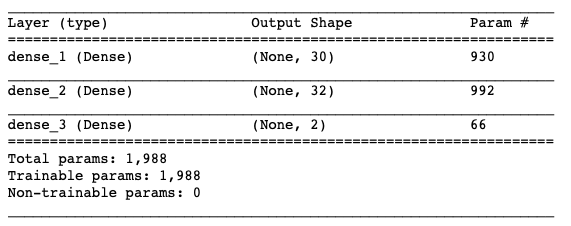 _________________________________________________________________
Layer (type)                 Output Shape              Param #
=================================================================
dense_1 (Dense)              (None, 30)                930
_________________________________________________________________
dense_2 (Dense)              (None, 32)                992
_________________________________________________________________
dense_3 (Dense)              (None, 2)                 66
=================================================================
Total params: 1,988
Trainable params: 1,988
Non-trainable params: 0
_________________________________________________________________